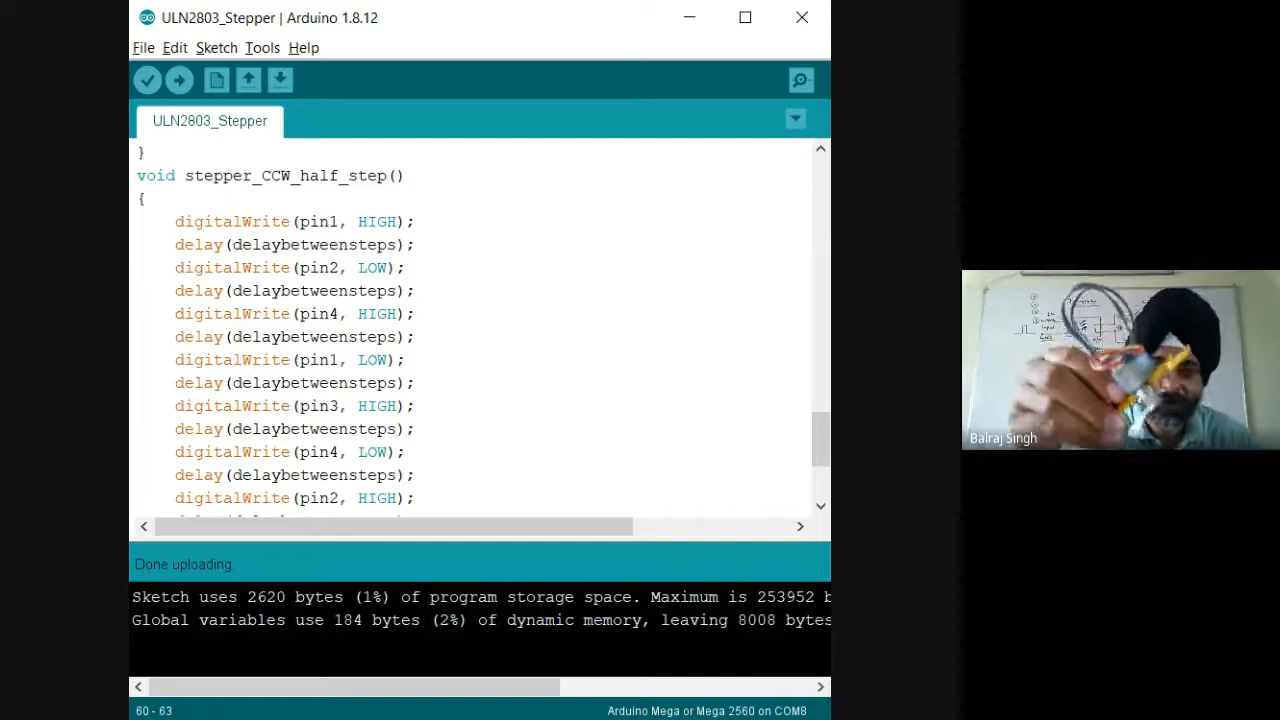 ULN2803_Stepper | Arduino 1.8.12
File Edit Sketch Tools Help
ULN2803_Stepper
}
void stepper_CCW_half_step()
{
digitalWrite(pin1, HIGH);
delay(delaybetweensteps);
digitalWrite(pin2, LOW);
delay(delaybetweensteps);
digitalWrite(pin4, HIGH);
delay(delaybetweensteps);
digitalWrite(pin1, LOW);
delay(delaybetweensteps);
digitalWrite(pin3, HIGH);
delay(delaybetweensteps);
digitalWrite(pin4, LOW);
delay(delaybetweensteps);
digitalWrite(pin2, HIGH);
Done uploading.
Sketch uses 2620 bytes (1%) of program storage space. Maximum is 253952 b
Global variables use 184 bytes (2%) of dynamic memory, leaving 8008 bytes
60 - 63
Arduino Mega or Mega 2560 on COM8
Balraj Singh